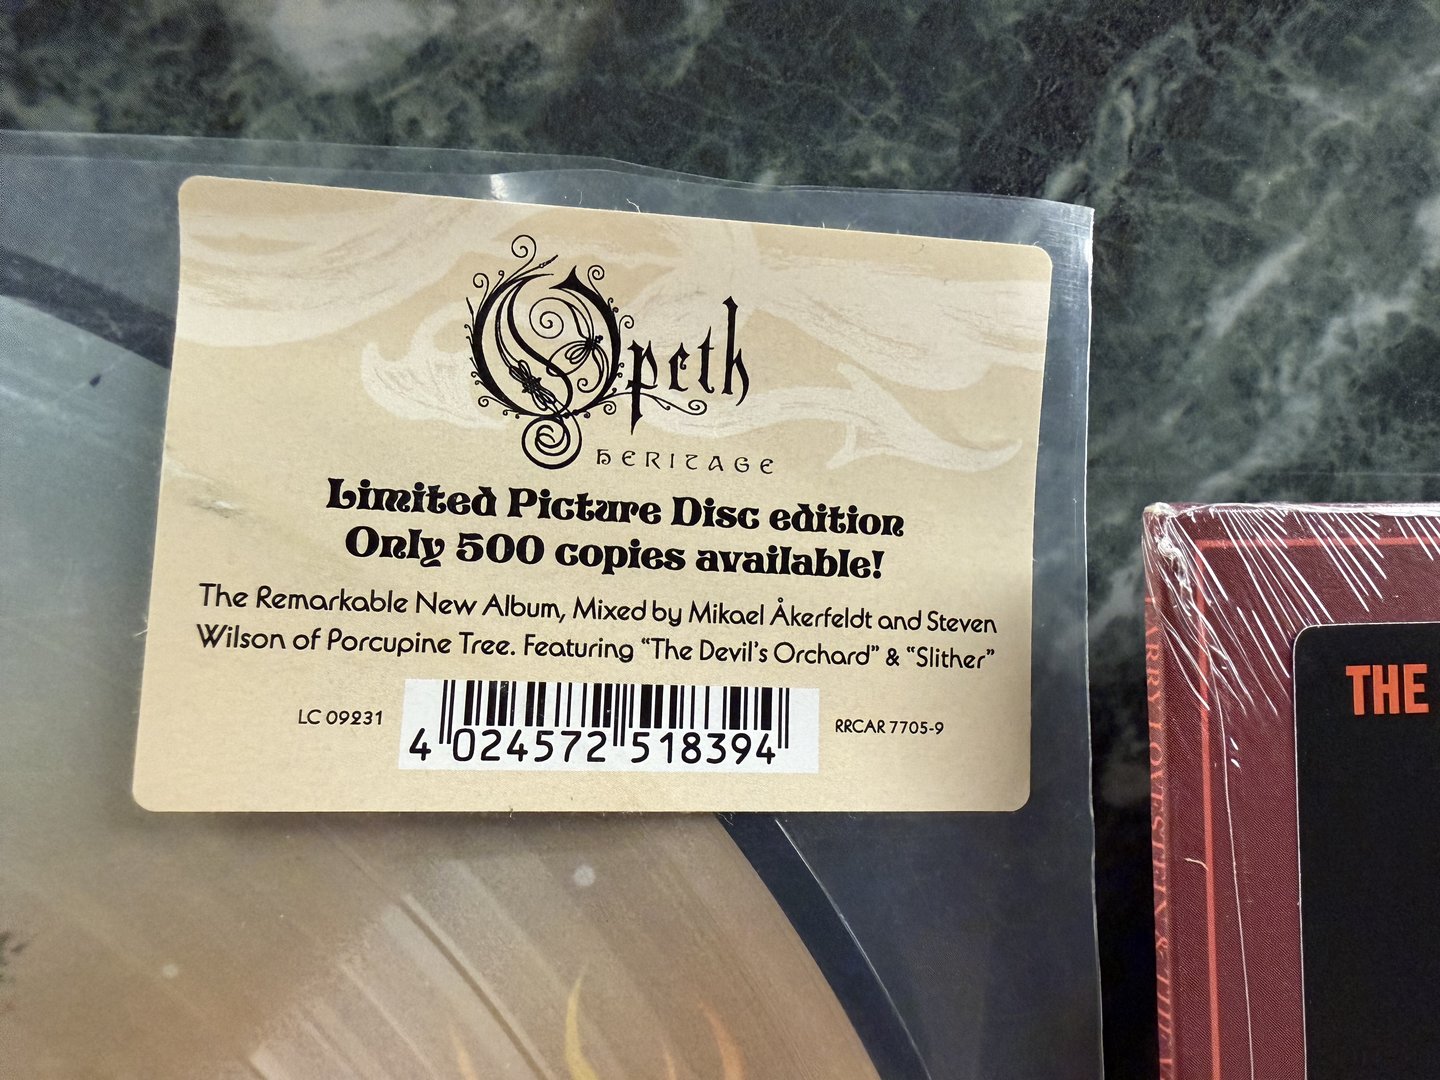 Opeth
HERITAGE
Limited Picture Disc edition
Only 500 copies available!
The Remarkable New Album, Mixed by Mikael Åkerfeldt and Steven
Wilson of Porcupine Tree. Featuring “The Devil's Orchard” & “Slither”
LC 09231
4 024572 518394
RRCAR 7705-9
THE
LOVESTEIN & THE